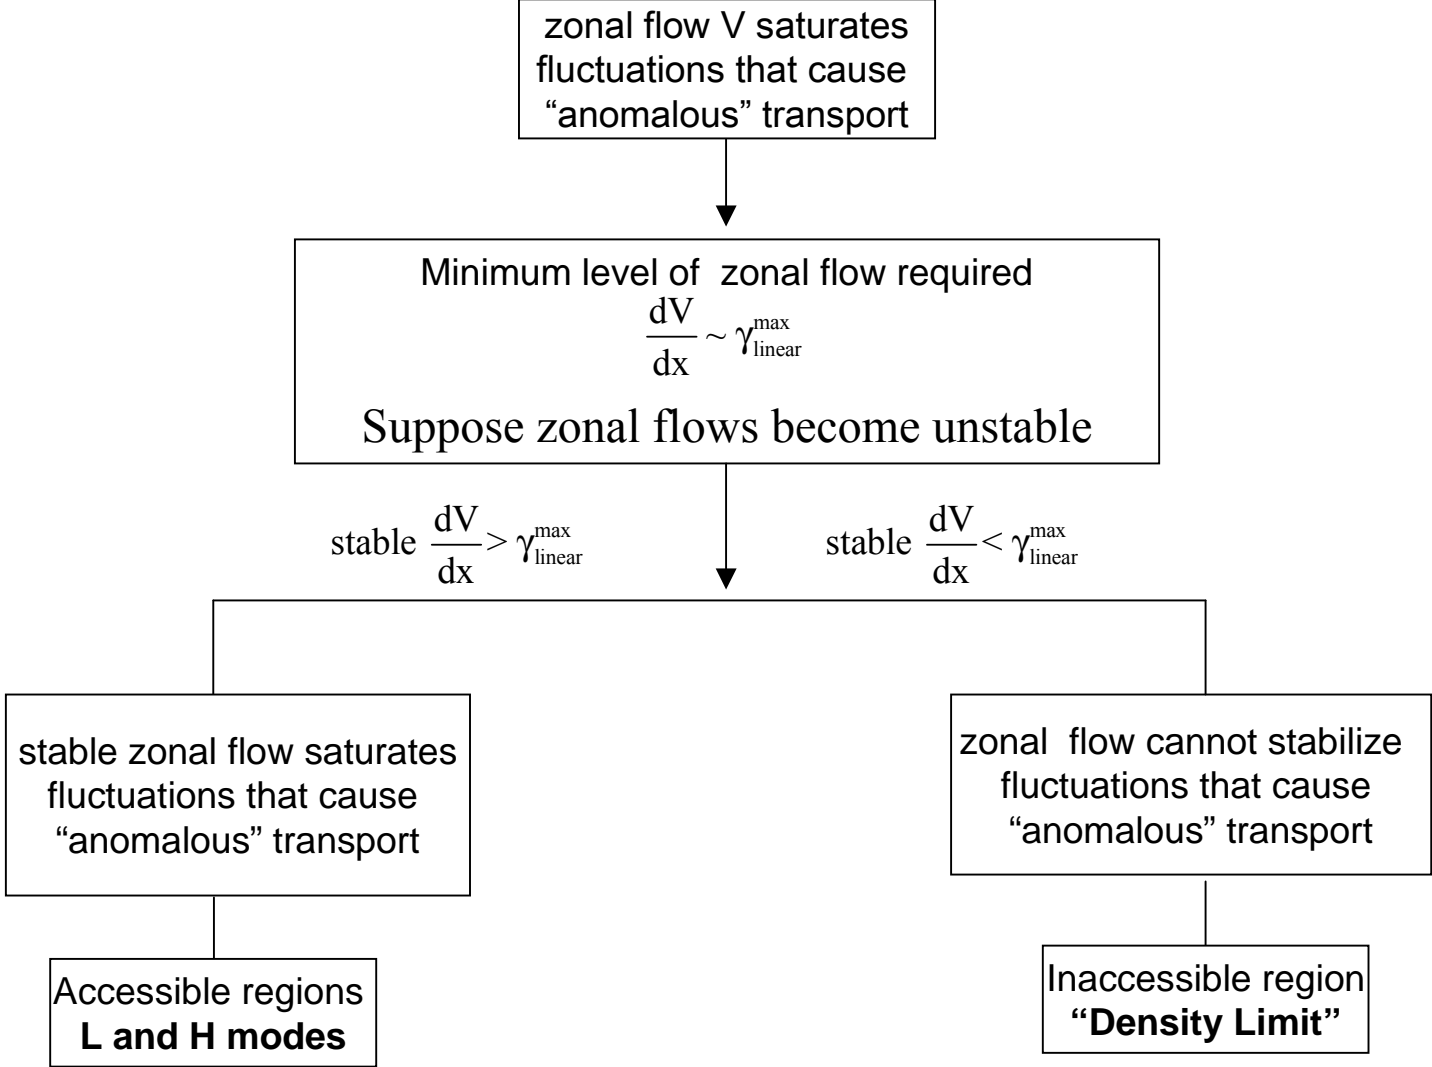 zonal flow V saturates
fluctuations that cause
“anomalous” transport
Minimum level of zonal flow required
dV
dx
~ γ_linear^max
Suppose zonal flows become unstable
stable dV/dx > γ_linear^max
stable dV/dx < γ_linear^max
stable zonal flow saturates
fluctuations that cause
“anomalous” transport
zonal flow cannot stabilize
fluctuations that cause
“anomalous” transport
Accessible regions
L and H modes
Inaccessible region
“Density Limit”